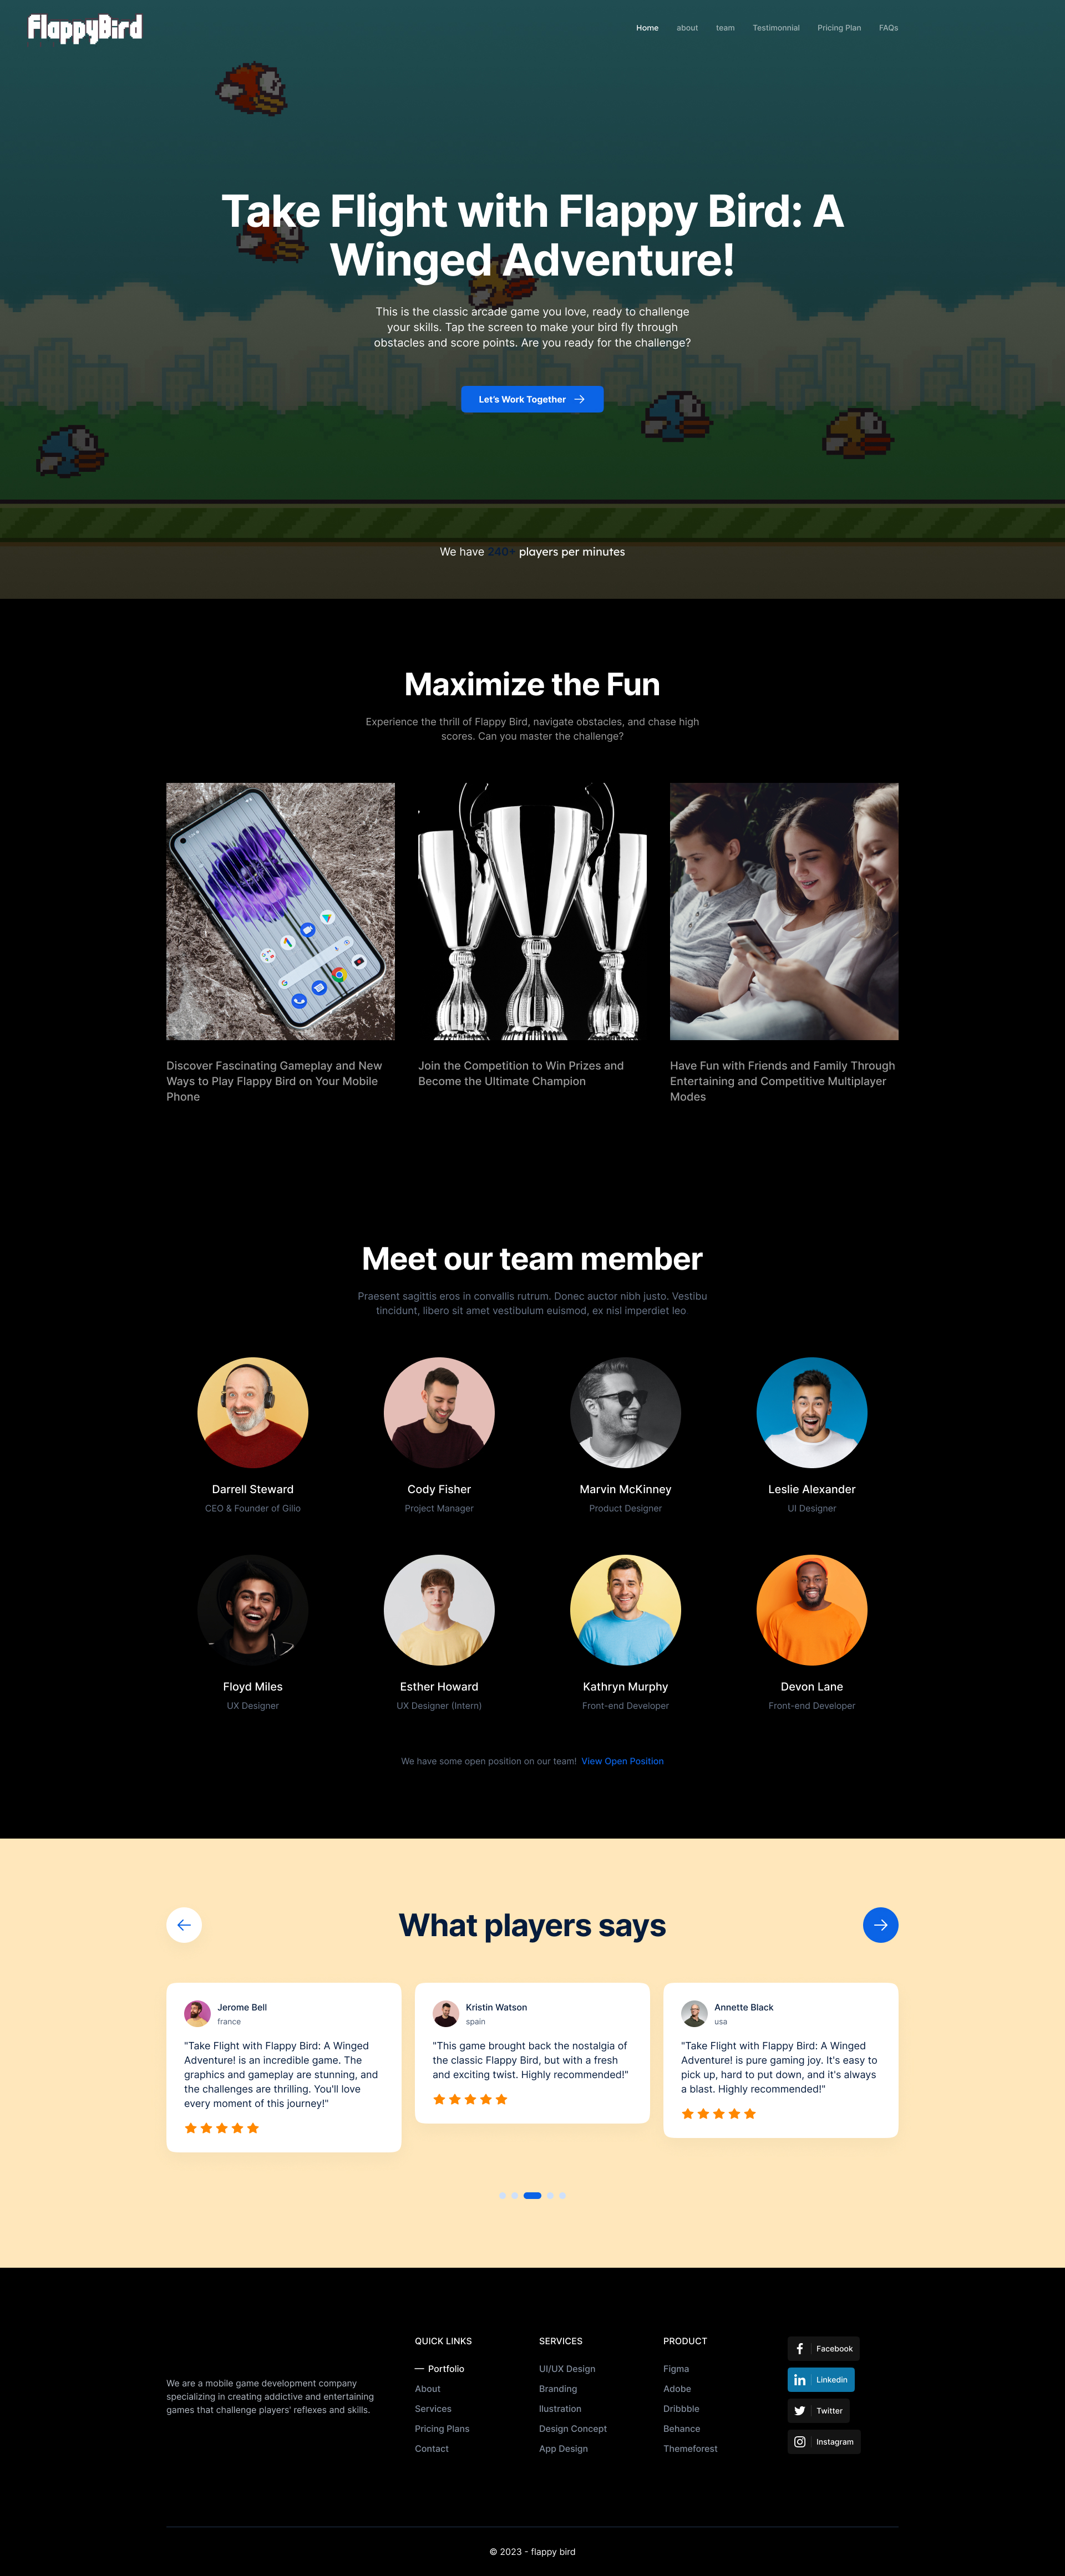 FlappyBird
Home about team Testimonnial Pricing Plan FAQs
Take Flight with Flappy Bird: A
Winged Adventure!
This is the classic arcade game you love, ready to challenge
your skills. Tap the screen to make your bird fly through
obstacles and score points. Are you ready for the challenge?
Let's Work Together
We have 240+ players per minutes
Maximize the Fun
Experience the thrill of Flappy Bird, navigate obstacles, and chase high
scores. Can you master the challenge?
Discover Fascinating Gameplay and New
Ways to Play Flappy Bird on Your Mobile
Phone
Join the Competition to Win Prizes and
Become the Ultimate Champion
Have Fun with Friends and Family Through
Entertaining and Competitive Multiplayer
Modes
Meet our team member
Praesent sagittis eros in convallis rutrum. Donec auctor nibh justo. Vestibu
tincidunt, libero sit amet vestibulum euismod, ex nisl imperdiet leo
Darrell Steward
CEO & Founder of Gilio
Cody Fisher
Project Manager
Marvin McKinney
Product Designer
Leslie Alexander
UI Designer
Floyd Miles
UX Designer
Esther Howard
UX Designer (Intern)
Kathryn Murphy
Front-end Developer
Devon Lane
Front-end Developer
We have some open position on our team! View Open Position
What players says
Jerome Bell
france
"Take Flight with Flappy Bird: A Winged
Adventure! is an incredible game. The
graphics and gameplay are stunning, and
the challenges are thrilling. You'll love
every moment of this journey!"
Kristin Watson
spain
"This game brought back the nostalgia of
the classic Flappy Bird, but with a fresh
and exciting twist. Highly recommended!"
Annette Black
usa
"Take Flight with Flappy Bird: A Winged
Adventure! is pure gaming joy. It's easy to
pick up, hard to put down, and it's always
a blast. Highly recommended!"
We are a mobile game development company
specializing in creating addictive and entertaining
games that challenge players' reflexes and skills.
QUICK LINKS
— Portfolio
About
Services
Pricing Plans
Contact
SERVICES
UI/UX Design
Branding
Ilustration
Design Concept
App Design
PRODUCT
Figma
Adobe
Dribbble
Behance
Themeforest
Facebook
Linkedin
Twitter
Instagram
© 2023 - flappy bird